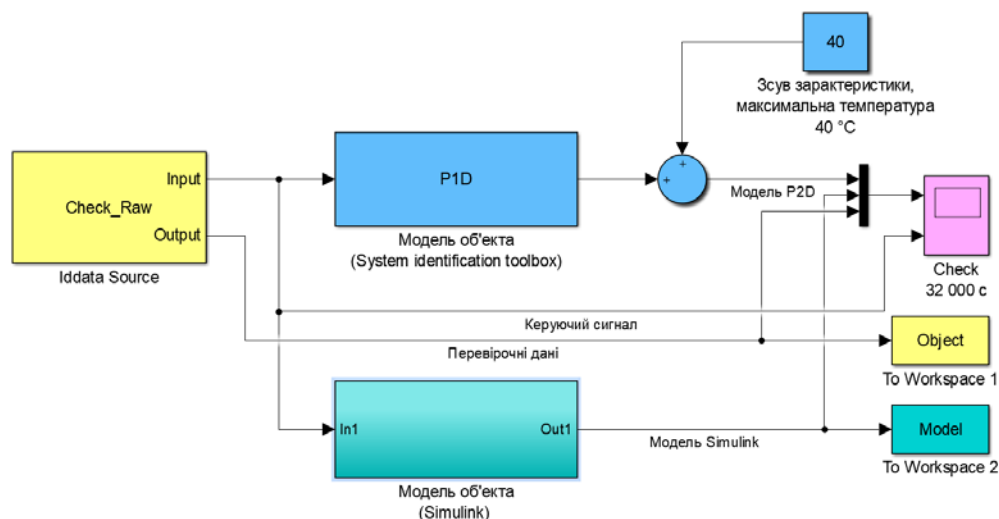 40
Зсув зарактеристики,
максимальна температура
40 °C
Input
Check_Raw
Output
Iddata Source
P1D
Модель об'єкта
(System identification toolbox)
+
+
Модель P2D
Check
32 000 c
Керуючий сигнал
Перевірочні дані
Object
To Workspace 1
In1
Out1
Модель Simulink
Model
To Workspace 2
Модель об'єкта
(Simulink)